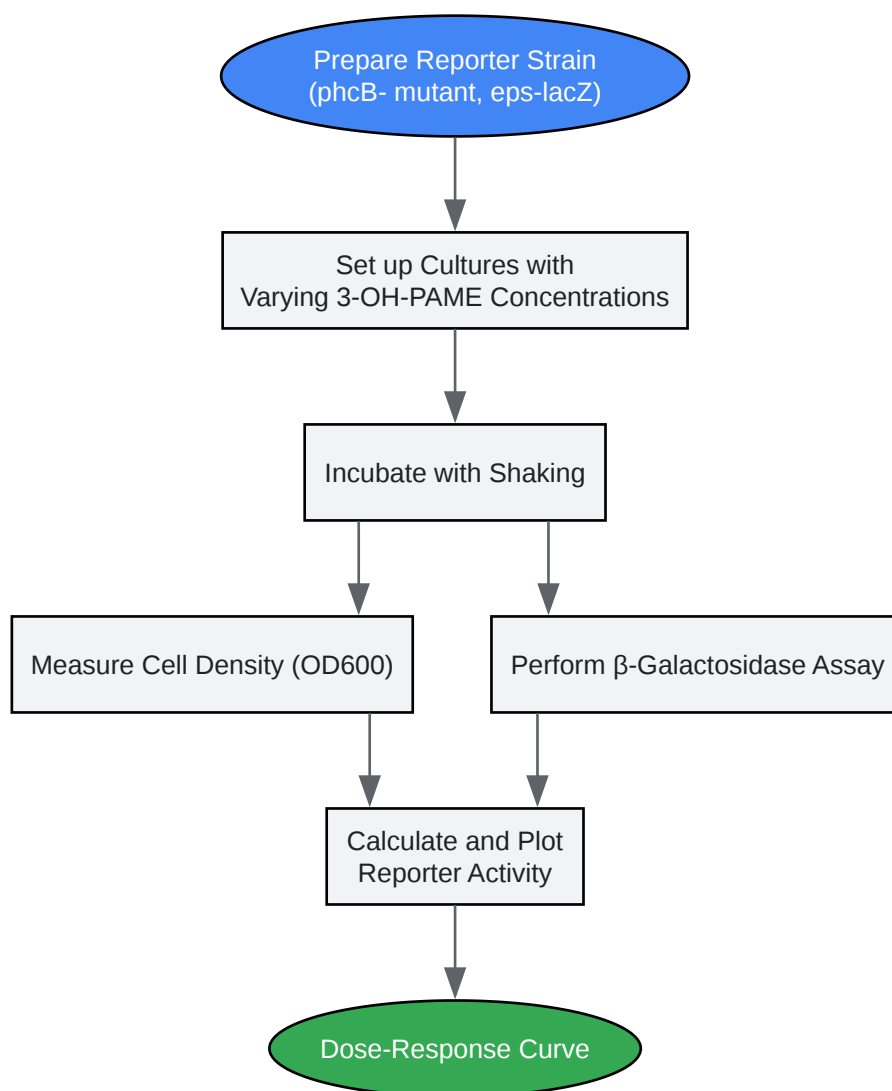 Prepare Reporter Strain
(phcB- mutant, eps-lacZ)
Set up Cultures with
Varying 3-OH-PAME Concentrations
Incubate with Shaking
Measure Cell Density (OD600)
Perform β-Galactosidase Assay
Calculate and Plot
Reporter Activity
Dose-Response Curve